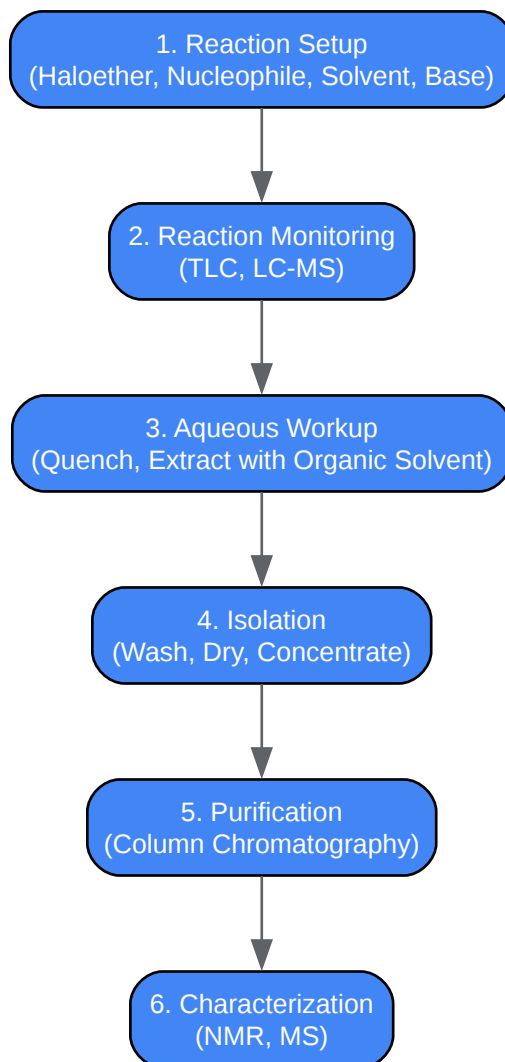 1. Reaction Setup
(Haloether, Nucleophile, Solvent, Base)
2. Reaction Monitoring
(TLC, LC-MS)
3. Aqueous Workup
(Quench, Extract with Organic Solvent)
4. Isolation
(Wash, Dry, Concentrate)
5. Purification
(Column Chromatography)
6. Characterization
(NMR, MS)